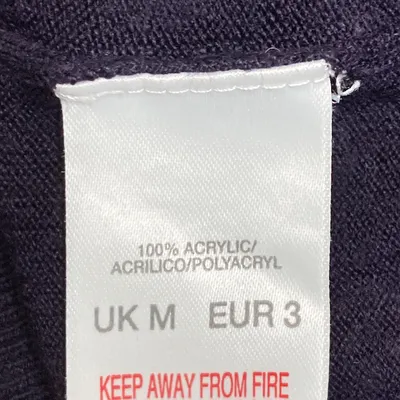 100% ACRYLIC/
ACRILICO/POLYACRYL
UK M EUR 3
KEEP AWAY FROM FIRE